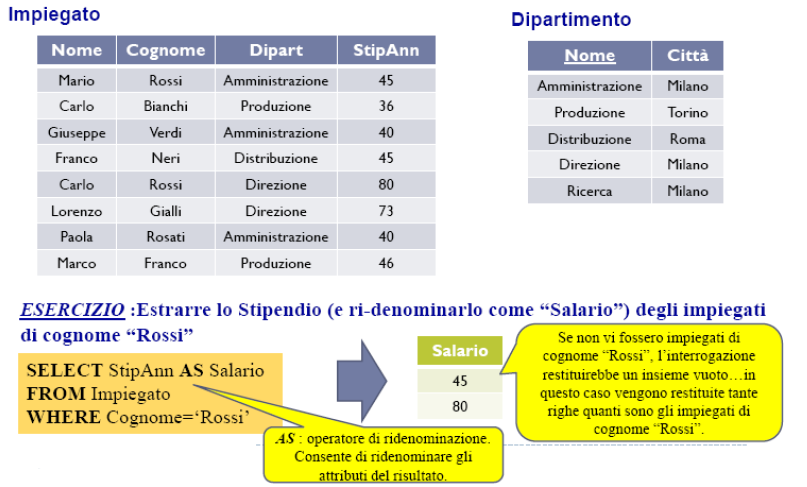 Impiegato
Nome Cognome Dipart StipAnn
Mario Rossi Amministrazione 45
Carlo Bianchi Produzione 36
Giuseppe Verdi Amministrazione 40
Franco Neri Distribuzione 45
Carlo Rossi Direzione 80
Lorenzo Gialli Direzione 73
Paola Rosati Amministrazione 40
Marco Franco Produzione 46
Dipartimento
Nome Città
Amministrazione Milano
Produzione Torino
Distribuzione Roma
Direzione Milano
Ricerca Milano
ESERCIZIO :Estrarre lo Stipendio (e ri-denominarlo come “Salario”) degli impiegati
di cognome “Rossi”
SELECT StipAnn AS Salario
FROM Impiegato
WHERE Cognome=‘Rossi’
AS : operatore di ridenominazione.
Consente di ridenominare gli
attributi del risultato.
Salario
45
80
Se non vi fossero impiegati di
cognome “Rossi”, l’interrogazione
restituirebbe un insieme vuoto…in
questo caso vengono restituite tante
righe quanti sono gli impiegati di
cognome “Rossi”.